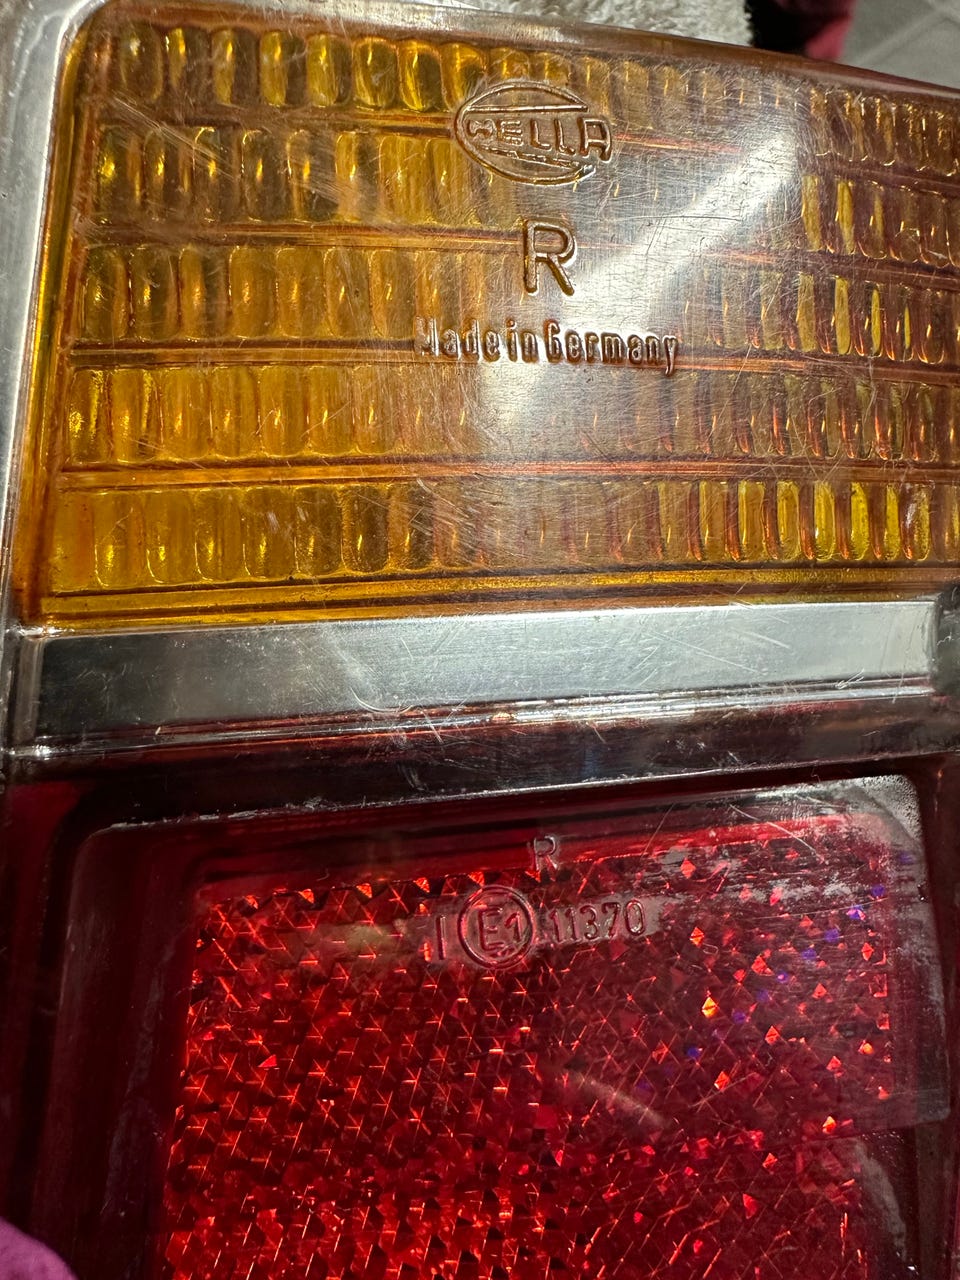 HELLA
R
Made in Germany
R
I E1 11370